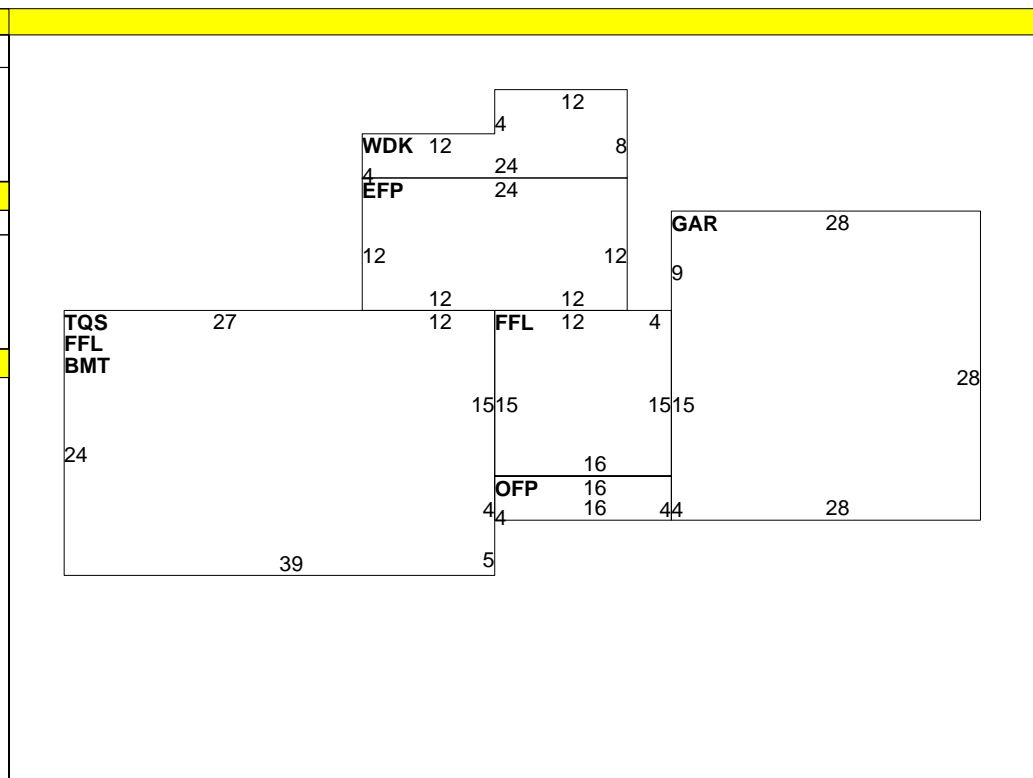 12
4
WDK 12 8
24
4
EFP 24
GAR 28
12 12
9
12 12
TQS 27 12 FFL 12 4
FFL
BMT
28
15 15 15 15
24
16
OFP 16
4 4 16 4 4 28
39 5